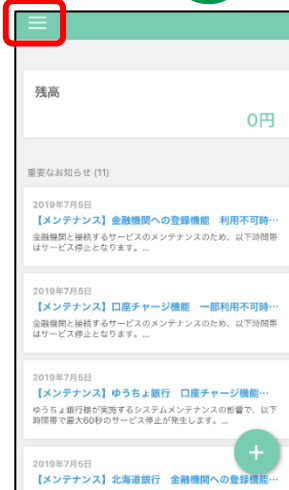 残高
0円
重要なお知らせ (11)
2019年7月5日
【メンテナンス】金融機関への登録機能 利用不可時…
金融機関と接続するサービスのメンテナンスのため、以下時間帯
はサービス停止となります。...
2019年7月5日
【メンテナンス】口座チャージ機能 一部利用不可時…
金融機関と接続するサービスのメンテナンスのため、以下時間帯
はサービス停止となります。...
2019年7月5日
【メンテナンス】ゆうちょ銀行 口座チャージ機能…
ゆうちょ銀行様が実施するシステムメンテナンスの影響で、以下
時間帯で最大60秒のサービス停止が発生します。...
2019年7月5日
【メンテナンス】北海道銀行 金融機関への登録機能…